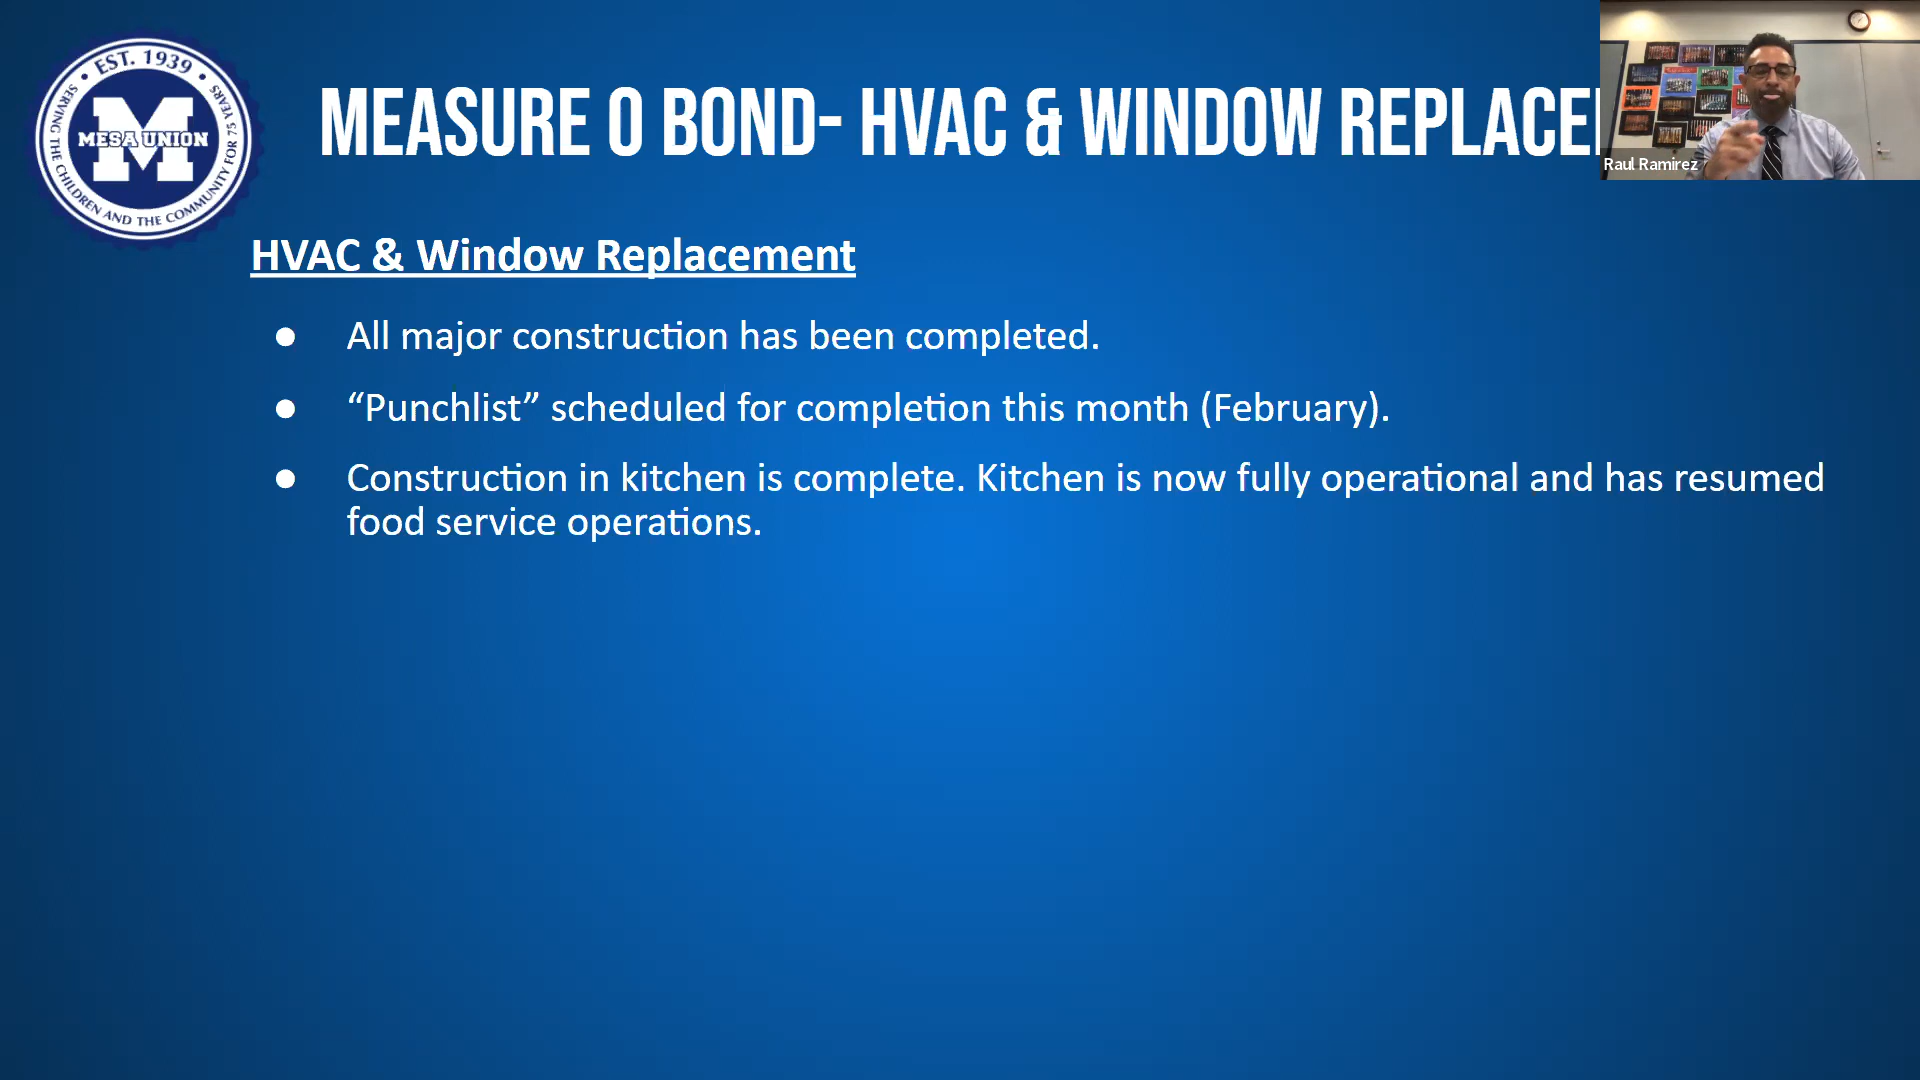 EST. 1939
MESA UNION
SERVING THE CHILDREN AND THE COMMUNITY FOR 75 YEARS
MEASURE O BOND- HVAC & WINDOW REPLACE
Raul Ramirez
HVAC & Window Replacement
● All major construction has been completed.
● “Punchlist” scheduled for completion this month (February).
● Construction in kitchen is complete. Kitchen is now fully operational and has resumed
food service operations.